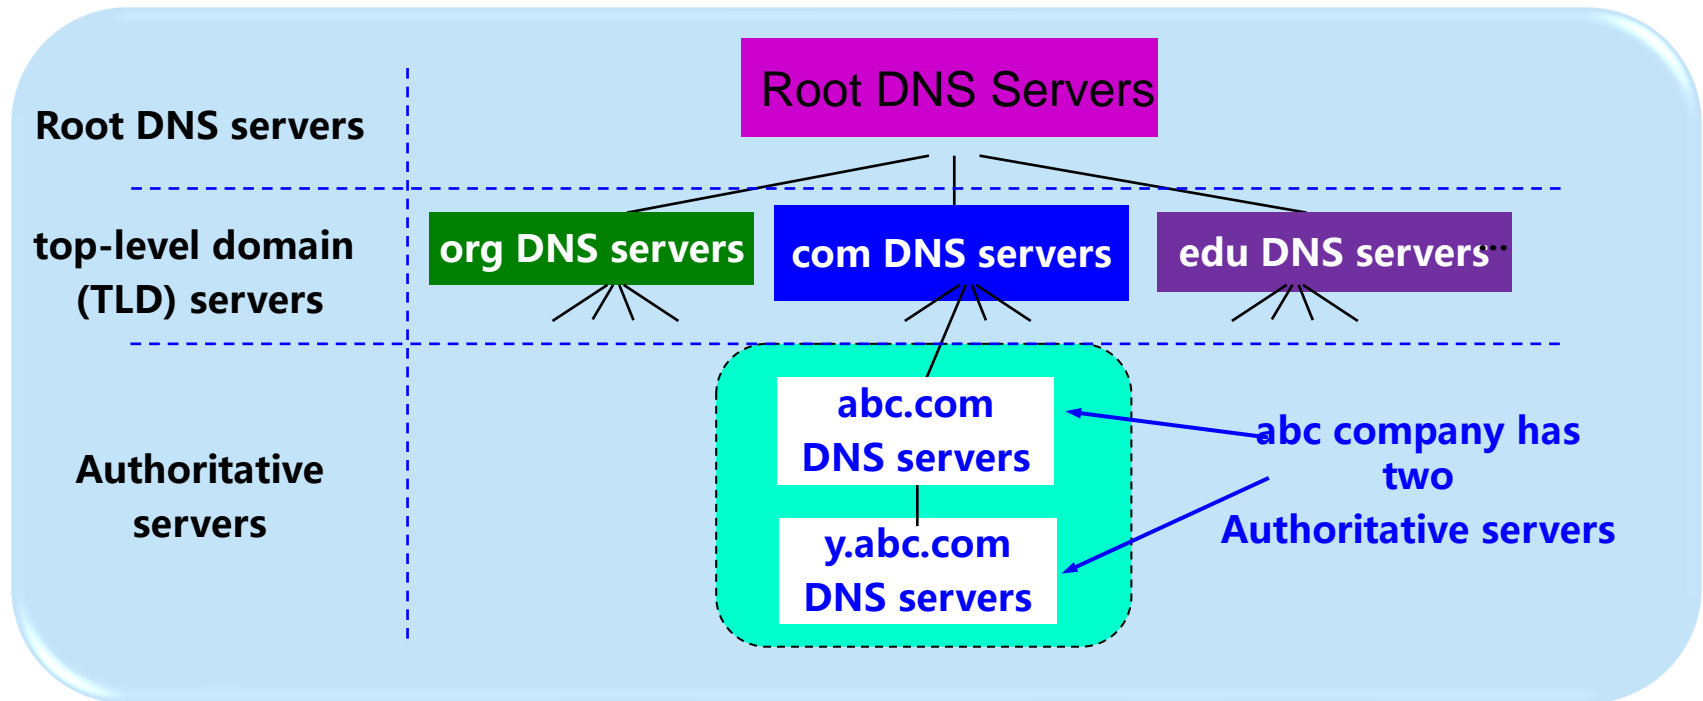 Root DNS Servers
Root DNS servers
top-level domain
(TLD) servers
org DNS servers
com DNS servers
edu DNS servers
...
Authoritative
servers
abc.com
DNS servers
y.abc.com
DNS servers
abc company has
two
Authoritative servers